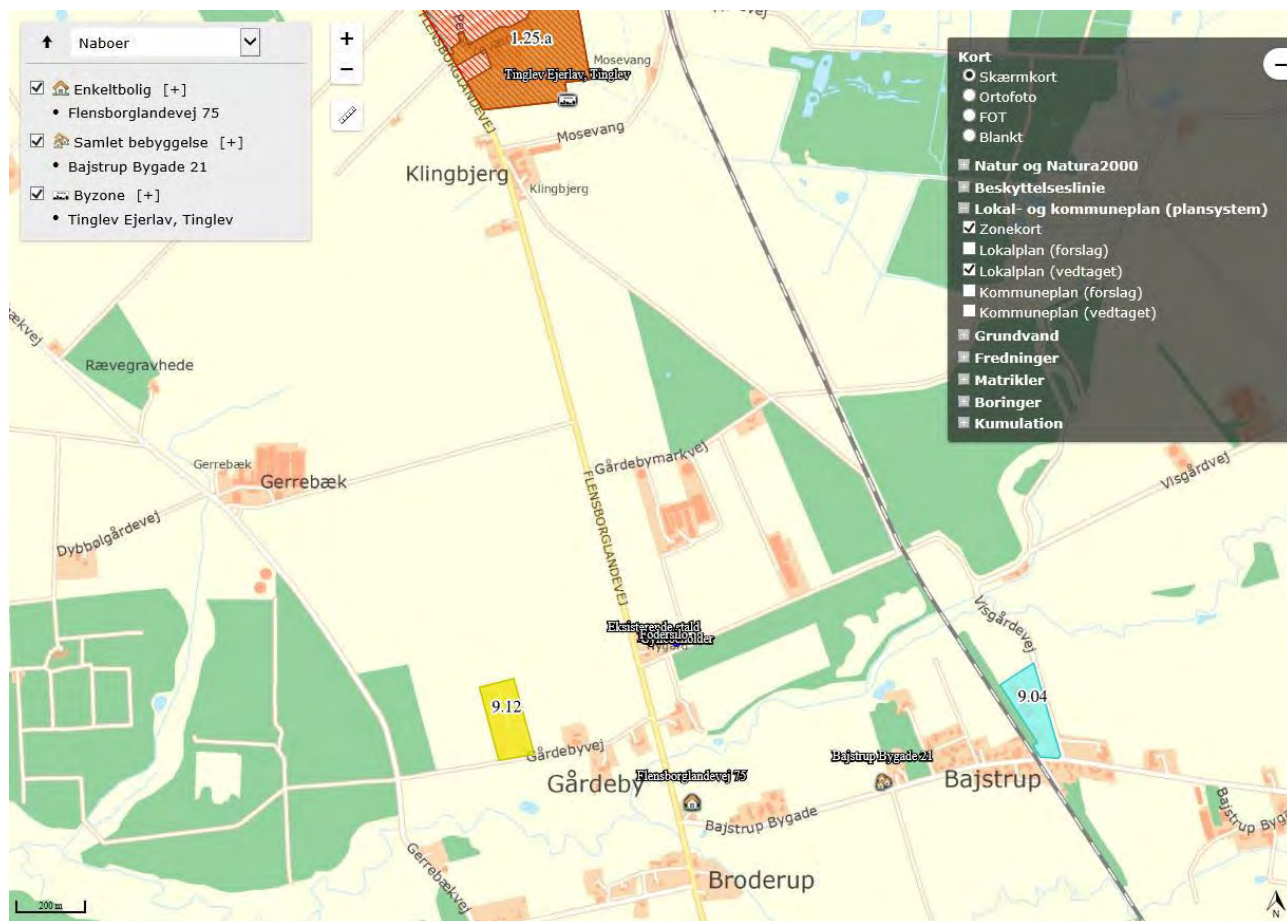 Naboer
Enkeltbolig [+]
• Flensborglandevej 75
Samlet bebyggelse [+]
• Bajstrup Bygade 21
Byzone [+]
• Tinglev Ejerlav, Tinglev
+
−
Kort
Skærmkort
Ortofoto
FOT
Blankt
Natur og Natura2000
Beskyttelseslinie
Lokal- og kommuneplan (plansystem)
Zonekort
Lokalplan (forslag)
Lokalplan (vedtaget)
Kommuneplan (forslag)
Kommuneplan (vedtaget)
Grundvand
Fredninger
Matrikler
Boringer
Kumulation
1.25.a
Mosevang
Tinglev Ejerlav, Tinglev
FLENSBORGLANDEVEJ
Mosevang
Klingbjerg
Klingbjerg
Rævegravhede
Gerrebæk
Gerrebæk
Dybbølgårdevej
Gårdebymarkvej
FLENSBORGLANDEVEJ
Visgårdvej
Visgårdevej
Eksisterende stald
Fodersilo
9.12
9.04
Gårdebyvej
Gårdeby
Flensborglandevej 75
Bajstrup Bygade 21
Bajstrup
Bajstrup Bygade
Gerrebækvej
Broderup
200 m